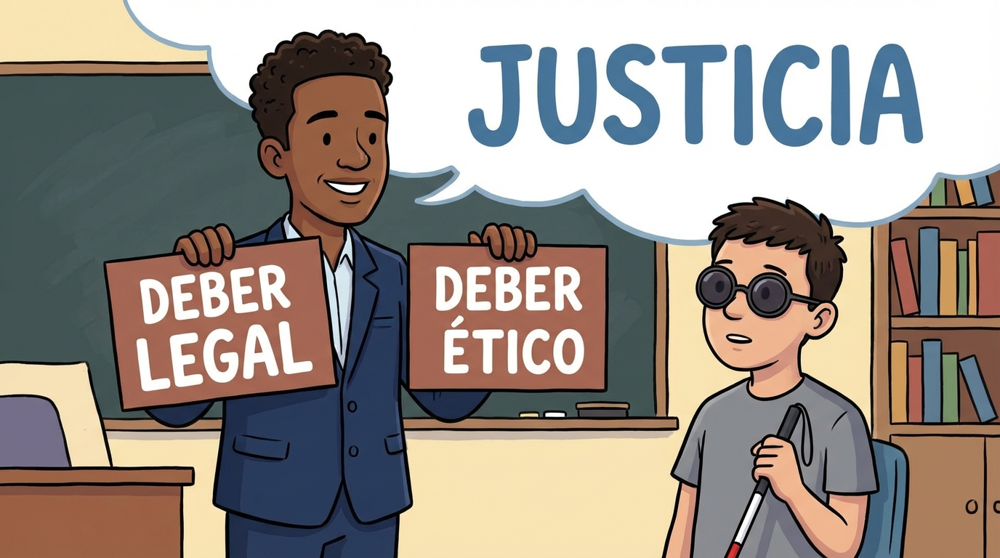 JUSTICIA
DEBER
LEGAL
DEBER
ÉTICO